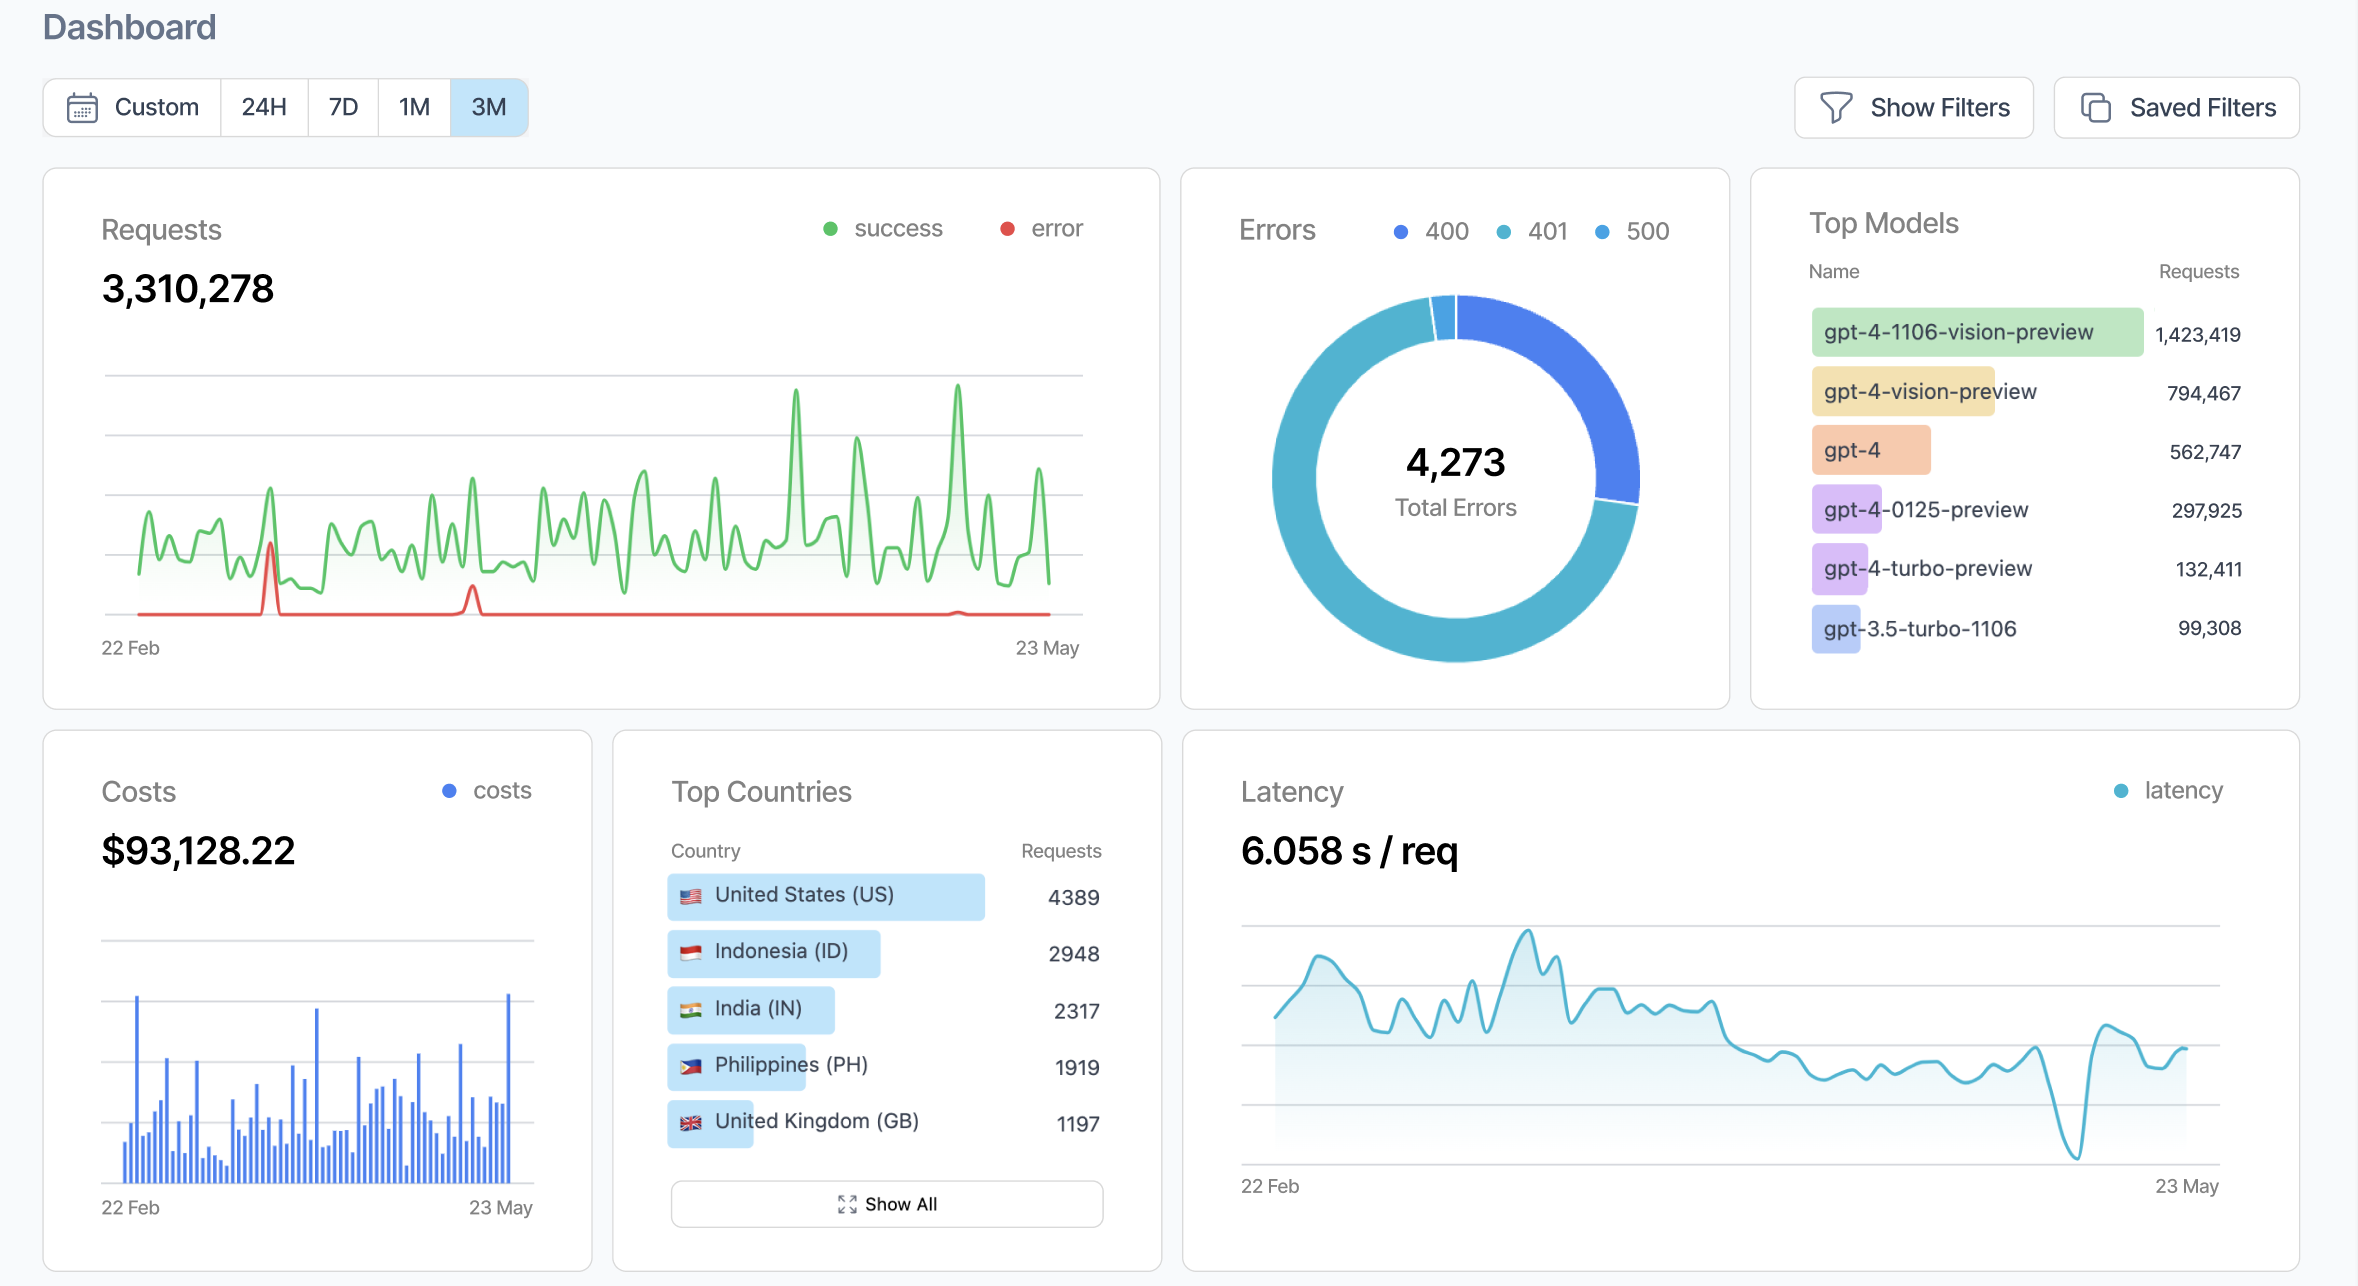 Dashboard
Custom 24H 7D 1M 3M
Show Filters Saved Filters
Requests
success error
3,310,278
22 Feb 23 May
Errors
400 401 500
4,273
Total Errors
Top Models
Name Requests
gpt-4-1106-vision-preview 1,423,419
gpt-4-vision-preview 794,467
gpt-4 562,747
gpt-4-0125-preview 297,925
gpt-4-turbo-preview 132,411
gpt-3.5-turbo-1106 99,308
Costs
costs
$93,128.22
22 Feb 23 May
Top Countries
Country Requests
United States (US) 4389
Indonesia (ID) 2948
India (IN) 2317
Philippines (PH) 1919
United Kingdom (GB) 1197
Show All
Latency
latency
6.058 s / req
22 Feb 23 May